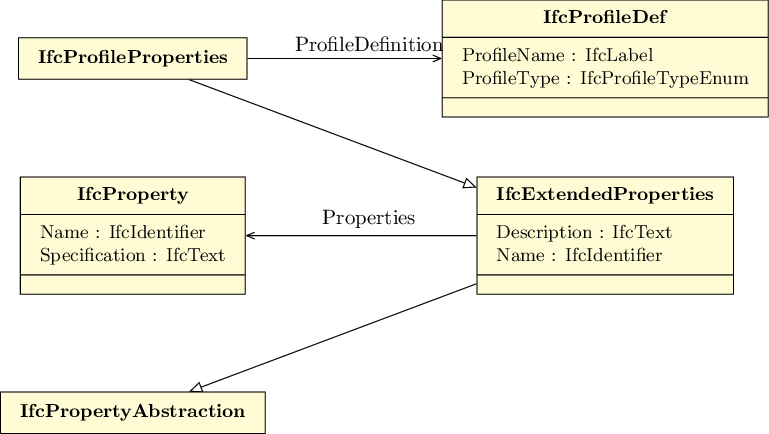 IfcProfileDef
ProfileDefinition
IfcProfileProperties
ProfileName : IfcLabel
ProfileType : IfcProfileTypeEnum
IfcProperty
IfcExtendedProperties
Properties
Name : IfcIdentifier
Specification : IfcText
Description : IfcText
Name : IfcIdentifier
IfcPropertyAbstraction